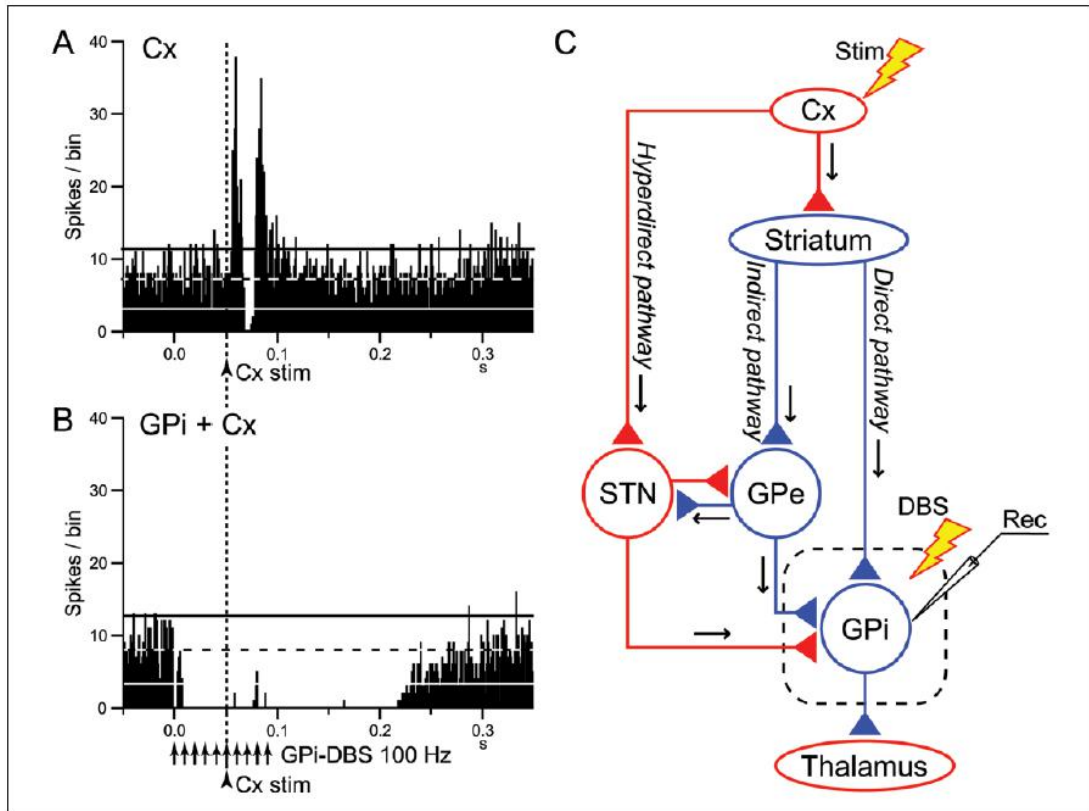 A
Cx
40
30
20
10
0
Spikes / bin
0.0
0.1
0.2
0.3
s
Cx stim
B
GPi + Cx
40
30
20
10
0
Spikes / bin
0.0
0.1
0.2
0.3
s
GPi-DBS 100 Hz
Cx stim
C
Stim
Cx
Hyperdirect pathway
Striatum
Indirect pathway
Direct pathway
STN
GPe
DBS
Rec
GPi
Thalamus